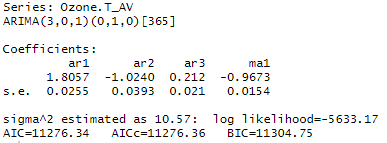 Series: Ozone.T_AV
ARIMA(3,0,1)(0,1,0)[365]
Coefficients:
ar1 ar2 ar3 ma1
1.8057 -1.0240 0.212 -0.9673
s.e. 0.0255 0.0393 0.021 0.0154
sigma^2 estimated as 10.57: log likelihood=-5633.17
AIC=11276.34 AICc=11276.36 BIC=11304.75